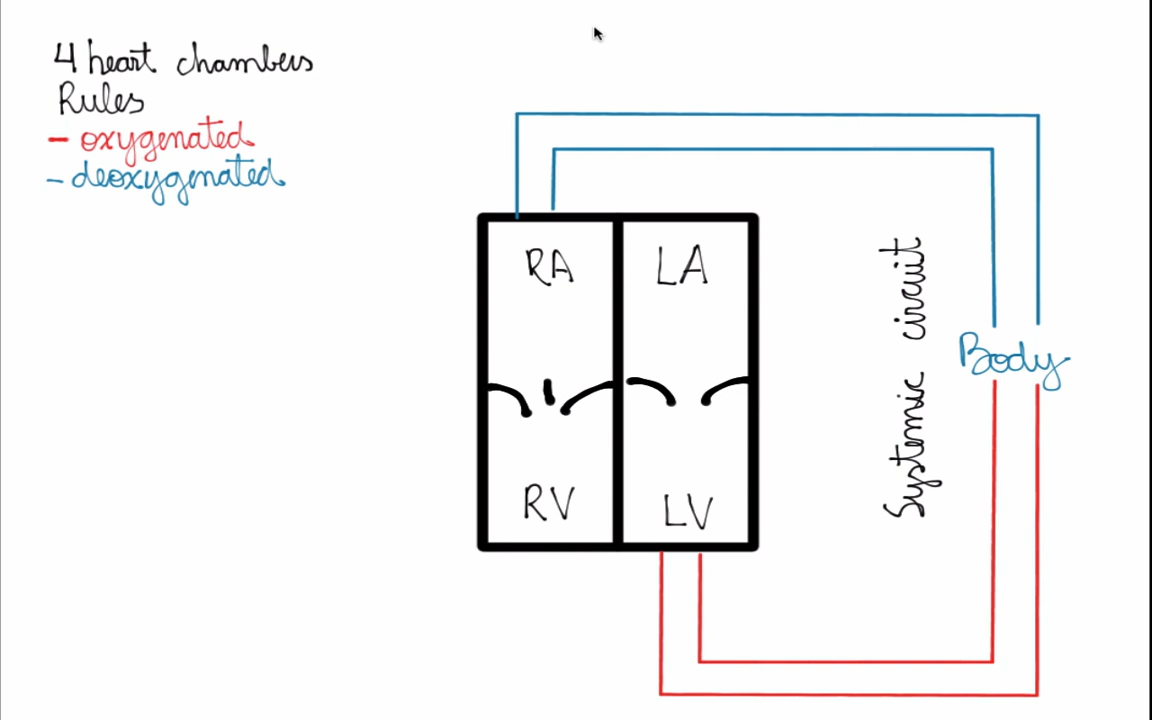 4 heart chambers
Rules
- oxygenated
- deoxygenated
RA
LA
RV
LV
Systemic circuit
Body